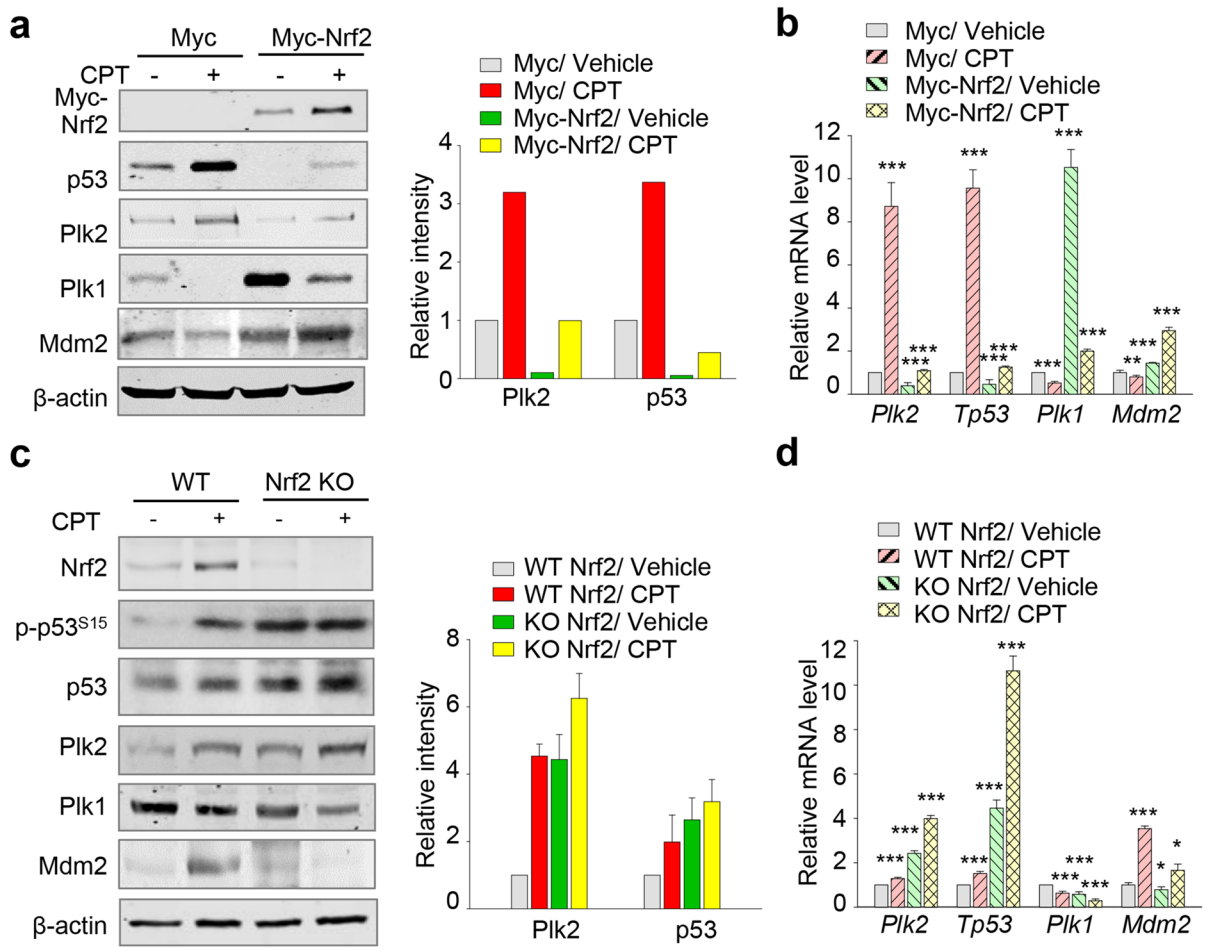 a
Myc Myc-Nrf2
CPT - + - +
Myc-
Nrf2
p53
Plk2
Plk1
Mdm2
β-actin
Myc/ Vehicle
Myc/ CPT
Myc-Nrf2/ Vehicle
Myc-Nrf2/ CPT
Relative intensity
4
3
2
1
0
Plk2 p53
b
Myc/ Vehicle
Myc/ CPT
Myc-Nrf2/ Vehicle
Myc-Nrf2/ CPT
Relative mRNA level
12
10
8
6
4
2
0
*** *** *** *** *** *** *** *** *** ** *** ***
Plk2 Tp53 Plk1 Mdm2
c
WT Nrf2 KO
CPT - + - +
Nrf2
p-p53S15
p53
Plk2
Plk1
Mdm2
β-actin
WT Nrf2/ Vehicle
WT Nrf2/ CPT
KO Nrf2/ Vehicle
KO Nrf2/ CPT
Relative intensity
8
6
4
2
0
Plk2 p53
d
WT Nrf2/ Vehicle
WT Nrf2/ CPT
KO Nrf2/ Vehicle
KO Nrf2/ CPT
Relative mRNA level
12
10
8
6
4
2
0
*** *** *** *** *** *** *** *** *** *** * *
Plk2 Tp53 Plk1 Mdm2